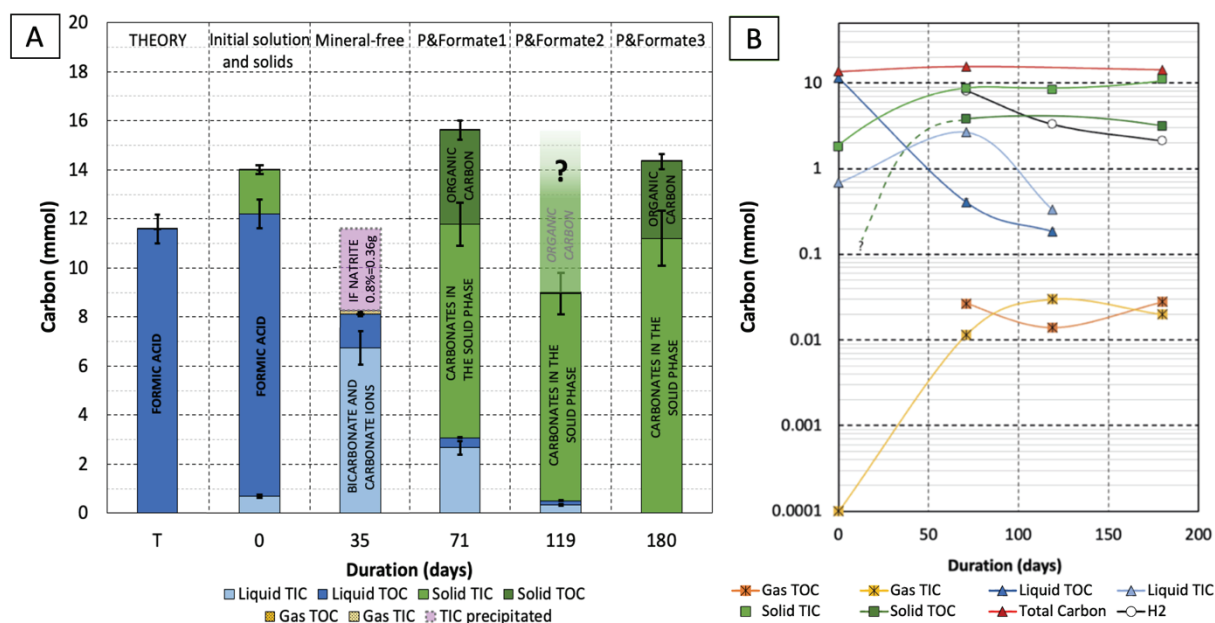 A
THEORY
Initial solution
and solids
Mineral-free
P&Formate1
P&Formate2
P&Formate3
Carbon (mmol)
20
18
16
14
12
10
8
6
4
2
0
FORMIC ACID
FORMIC ACID
BICARBONATE AND
CARBONATE IONS
IF NATRITE
0.8%=0.36g
CARBONATES IN
THE SOLID PHASE
ORGANIC
CARBON
CARBONATES IN THE
SOLID PHASE
ORGANIC
CARBON
?
CARBONATES IN THE
SOLID PHASE
ORGANIC
CARBON
T
0
35
71
119
180
Duration (days)
Liquid TIC
Liquid TOC
Solid TIC
Solid TOC
Gas TOC
Gas TIC
TIC precipitated
B
Carbon (mmol)
10
1
0.1
0.01
0.001
0.0001
?
0
50
100
150
200
Duration (days)
Gas TOC
Gas TIC
Liquid TOC
Liquid TIC
Solid TIC
Solid TOC
Total Carbon
H2